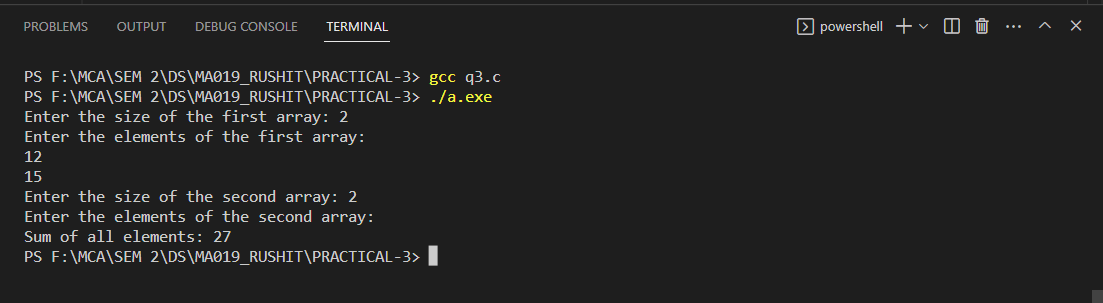 PROBLEMS OUTPUT DEBUG CONSOLE TERMINAL powershell
PS F:\MCA\SEM 2\DS\MA019_RUSHIT\PRACTICAL-3> gcc q3.c
PS F:\MCA\SEM 2\DS\MA019_RUSHIT\PRACTICAL-3> ./a.exe
Enter the size of the first array: 2
Enter the elements of the first array:
12
15
Enter the size of the second array: 2
Enter the elements of the second array:
Sum of all elements: 27
PS F:\MCA\SEM 2\DS\MA019_RUSHIT\PRACTICAL-3>